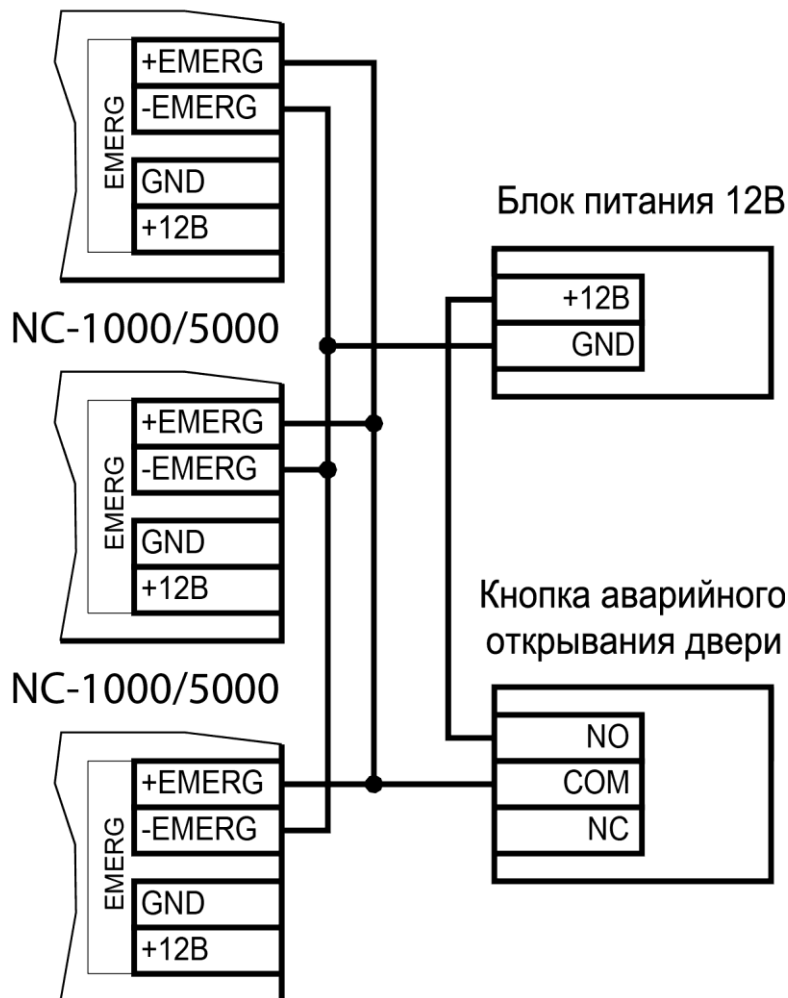 +EMERG
-EMERG
EMERG
GND
+12В
NC-1000/5000
+EMERG
-EMERG
EMERG
GND
+12В
NC-1000/5000
+EMERG
-EMERG
EMERG
GND
+12В
Блок питания 12В
+12В
GND
Кнопка аварийного
открывания двери
NO
COM
NC